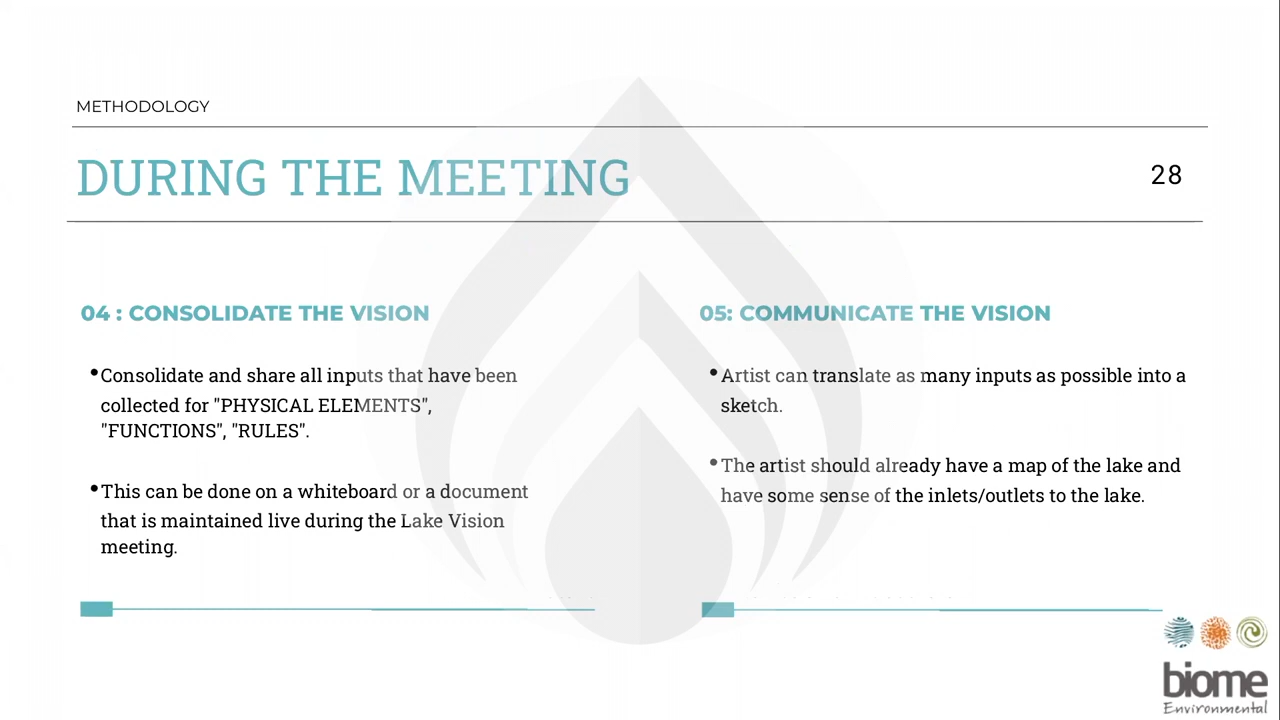 METHODOLOGY
DURING THE MEETING
28
04 : CONSOLIDATE THE VISION
•Consolidate and share all inputs that have been
collected for "PHYSICAL ELEMENTS",
"FUNCTIONS", "RULES".
•This can be done on a whiteboard or a document
that is maintained live during the Lake Vision
meeting.
05: COMMUNICATE THE VISION
•Artist can translate as many inputs as possible into a
sketch.
•The artist should already have a map of the lake and
have some sense of the inlets/outlets to the lake.
biome
Environmental